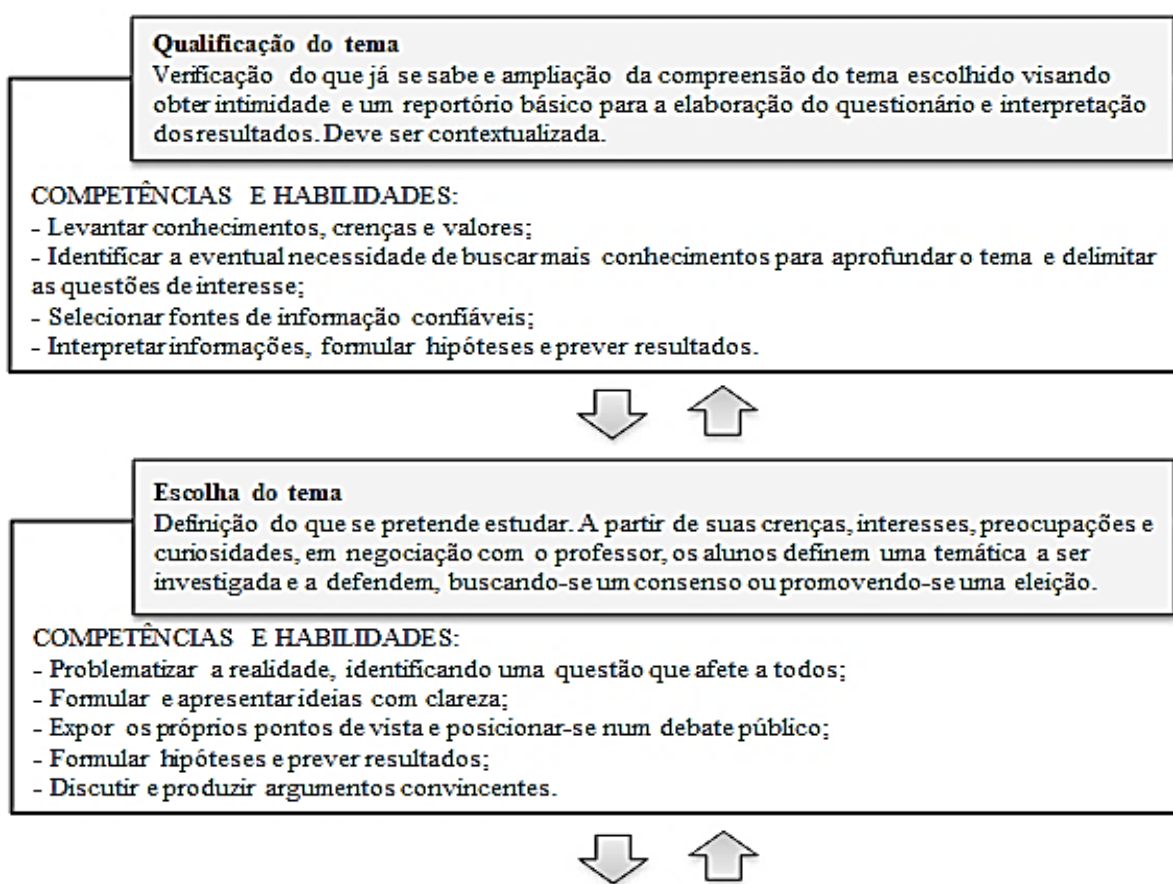 Qualificação do tema
Verificação do que já se sabe e ampliação da compreensão do tema escolhido visando
obter intimidade e um reportório básico para a elaboração do questionário e interpretação
dos resultados. Deve ser contextualizada.
COMPETÊNCIAS E HABILIDADES:
- Levantar conhecimentos, crenças e valores;
- Identificar a eventual necessidade de buscar mais conhecimentos para aprofundar o tema e delimitar
as questões de interesse;
- Selecionar fontes de informação confiáveis;
- Interpretar informações, formular hipóteses e prever resultados.
Escolha do tema
Definição do que se pretende estudar. A partir de suas crenças, interesses, preocupações e
curiosidades, em negociação com o professor, os alunos definem uma temática a ser
investigada e a defendem, buscando-se um consenso ou promovendo-se uma eleição.
COMPETÊNCIAS E HABILIDADES:
- Problematizar a realidade, identificando uma questão que afete a todos;
- Formular e apresentar ideias com clareza;
- Expor os próprios pontos de vista e posicionar-se num debate público;
- Formular hipóteses e prever resultados;
- Discutir e produzir argumentos convincentes.